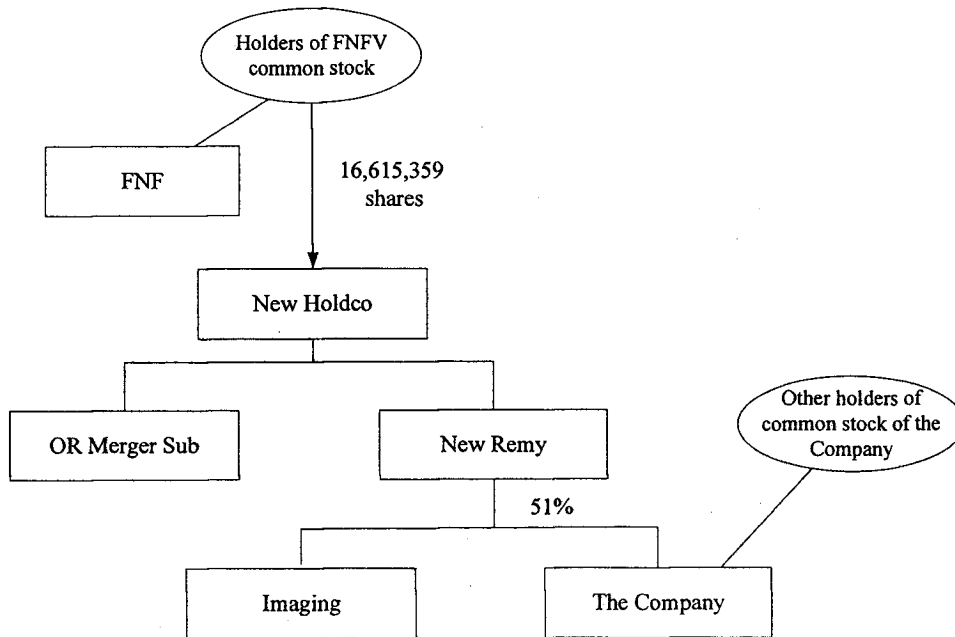 Holders of FNFV
common stock
FNF
16,615,359
shares
New Holdco
OR Merger Sub
New Remy
Other holders of
common stock of the
Company
51%
Imaging
The Company